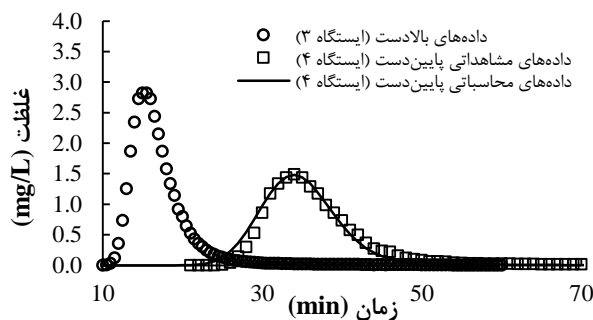 4.0
3.5
3.0
2.5
2.0
1.5
1.0
0.5
0.0
غلظت (mg/L)
داده‌های بالادست (ایستگاه ۳)
داده‌های مشاهداتی پایین‌دست (ایستگاه ۴)
داده‌های محاسباتی پایین‌دست (ایستگاه ۴)
10 30 50 70
زمان (min)